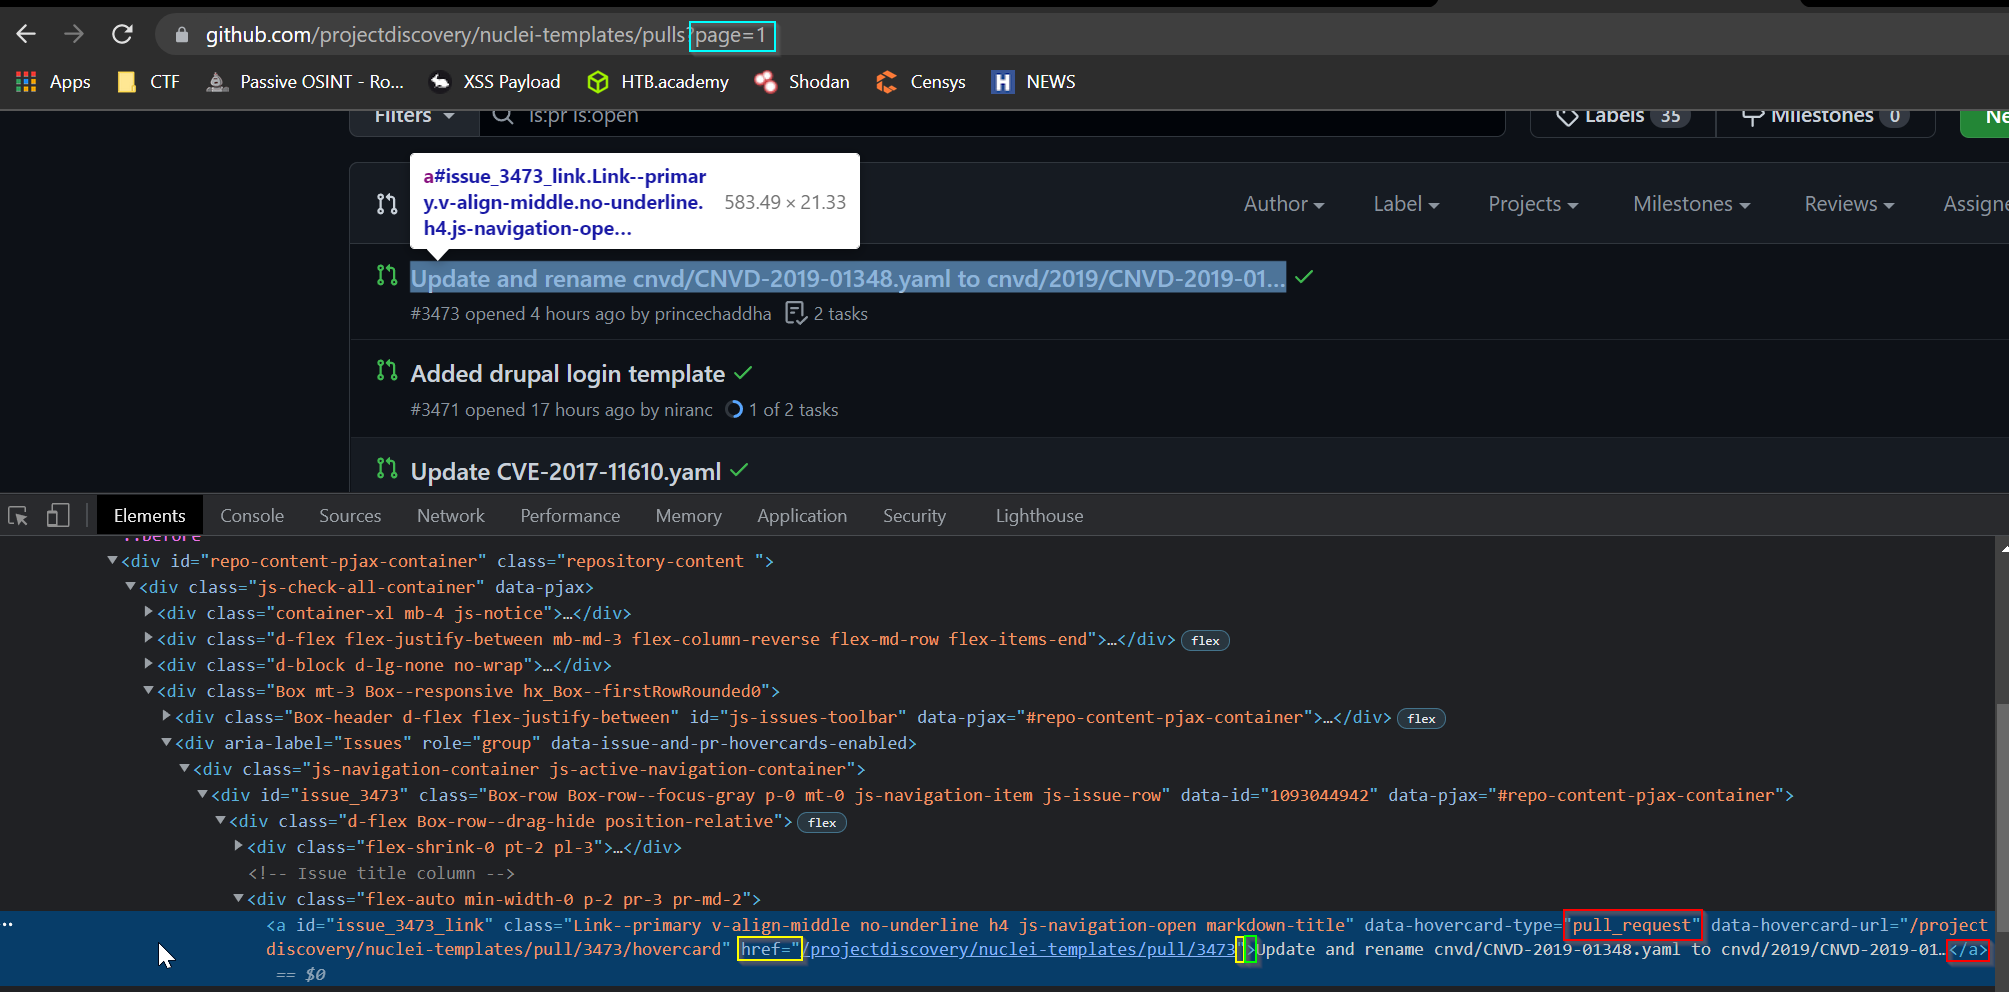 github.com/projectdiscovery/nuclei-templates/pulls?page=1
Apps CTF Passive OSINT - Ro... XSS Payload HTB.academy Shodan Censys NEWS
Filters is:pr is:open Labels 35 Milestones 0 Ne
a#issue_3473_link.Link--primar
y.v-align-middle.no-underline. 583.49 × 21.33
h4.js-navigation-ope...
Author Label Projects Milestones Reviews Assigne
Update and rename cnvd/CNVD-2019-01348.yaml to cnvd/2019/CNVD-2019-01...
#3473 opened 4 hours ago by princechaddha 2 tasks
Added drupal login template
#3471 opened 17 hours ago by niranc 1 of 2 tasks
Update CVE-2017-11610.yaml
Elements Console Sources Network Performance Memory Application Security Lighthouse
::before
<div id="repo-content-pjax-container" class="repository-content ">
<div class="js-check-all-container" data-pjax>
<div class="container-xl mb-4 js-notice">…</div>
<div class="d-flex flex-justify-between mb-md-3 flex-column-reverse flex-md-row flex-items-end">…</div> flex
<div class="d-block d-lg-none no-wrap">…</div>
<div class="Box mt-3 Box--responsive hx_Box--firstRowRounded0">
<div class="Box-header d-flex flex-justify-between" id="js-issues-toolbar" data-pjax="#repo-content-pjax-container">…</div> flex
<div aria-label="Issues" role="group" data-issue-and-pr-hovercards-enabled>
<div class="js-navigation-container js-active-navigation-container">
<div id="issue_3473" class="Box-row Box-row--focus-gray p-0 mt-0 js-navigation-item js-issue-row" data-id="1093044942" data-pjax="#repo-content-pjax-container">
<div class="d-flex Box-row--drag-hide position-relative"> flex
<div class="flex-shrink-0 pt-2 pl-3">…</div>
<!-- Issue title column -->
<div class="flex-auto min-width-0 p-2 pr-3 pr-md-2">
<a id="issue_3473_link" class="Link--primary v-align-middle no-underline h4 js-navigation-open markdown-title" data-hovercard-type="pull_request" data-hovercard-url="/project
discovery/nuclei-templates/pull/3473/hovercard" href="/projectdiscovery/nuclei-templates/pull/3473">Update and rename cnvd/CNVD-2019-01348.yaml to cnvd/2019/CNVD-2019-01…</a>
== $0